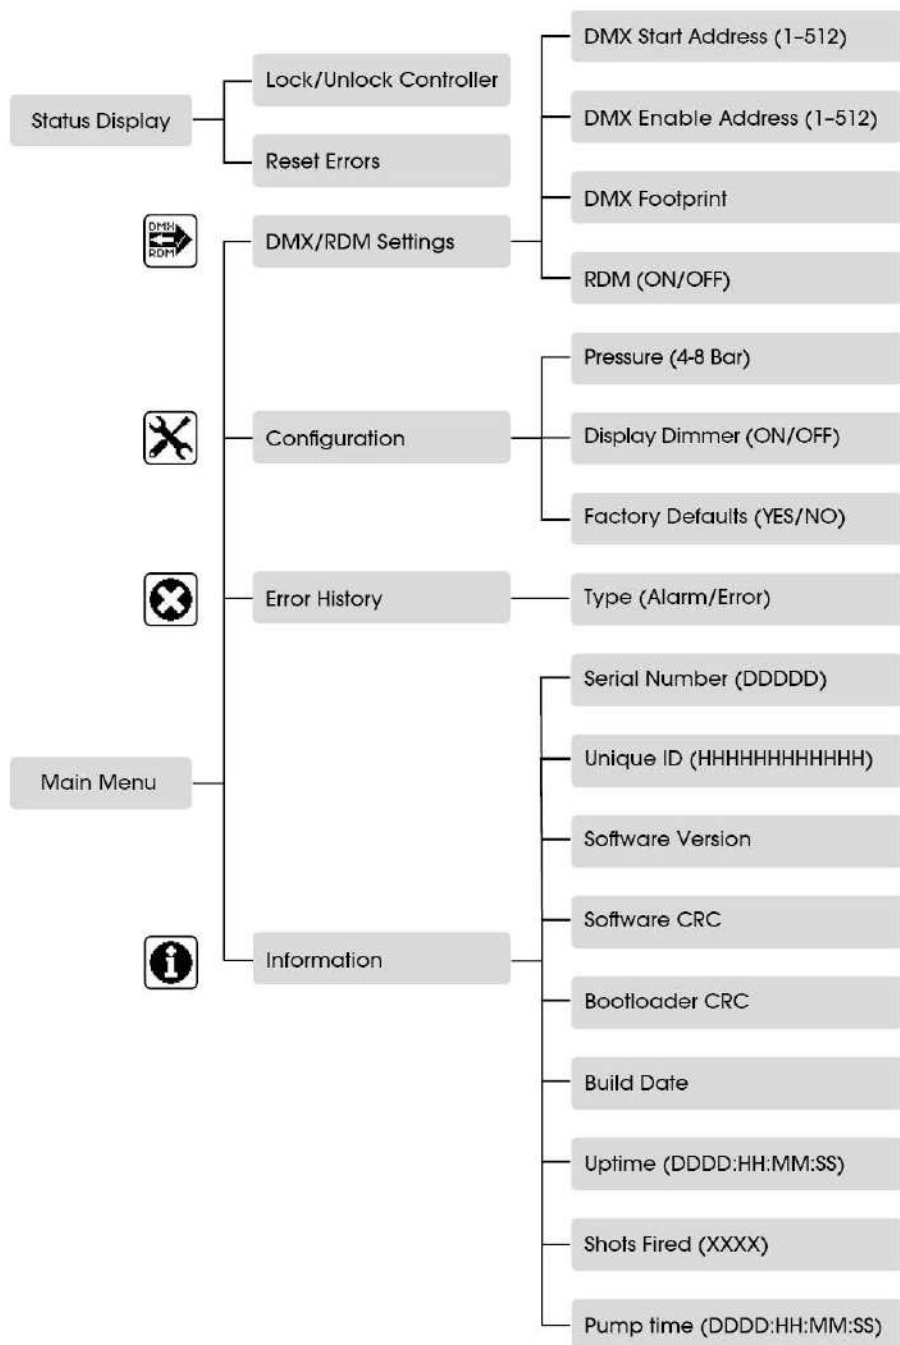 Status Display
Lock/Unlock Controller
Reset Errors
Main Menu
DMX
RDM
DMX/RDM Settings
DMX Start Address (1–512)
DMX Enable Address (1–512)
DMX Footprint
RDM (ON/OFF)
Configuration
Pressure (4-8 Bar)
Display Dimmer (ON/OFF)
Factory Defaults (YES/NO)
Error History
Type (Alarm/Error)
Information
Serial Number (DDDDD)
Unique ID (HHHHHHHHHHHH)
Software Version
Software CRC
Bootloader CRC
Build Date
Uptime (DDDD:HH:MM:SS)
Shots Fired (XXXX)
Pump time (DDDD:HH:MM:SS)